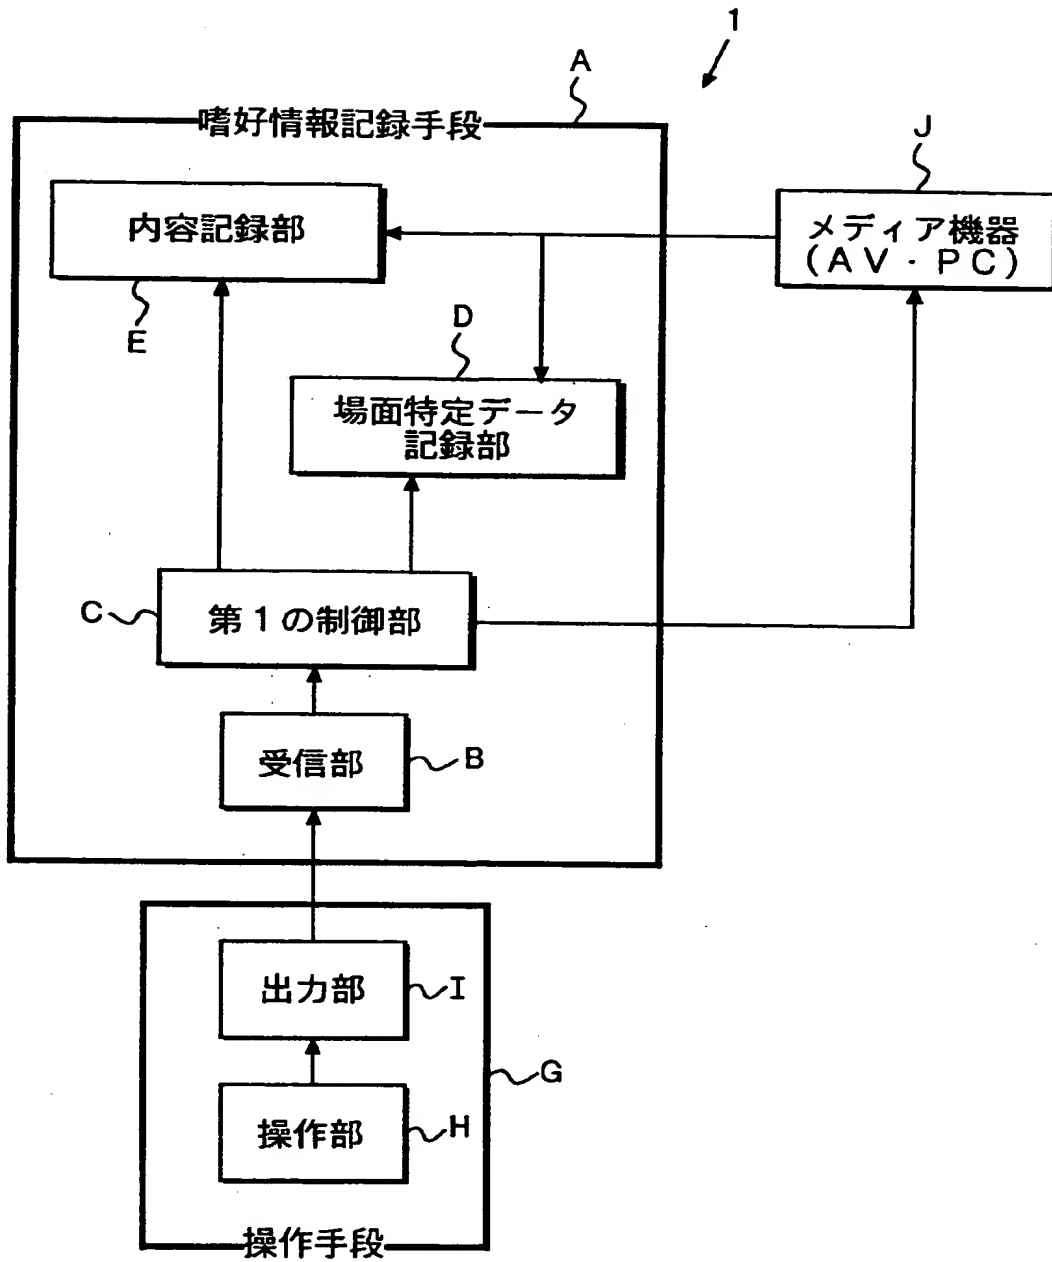 1
A
嗜好情報記録手段
J
内容記録部
メディア機器
(AV・PC)
E
D
場面特定データ
記録部
C
第1の制御部
受信部
B
出力部
I
G
操作部
H
操作手段